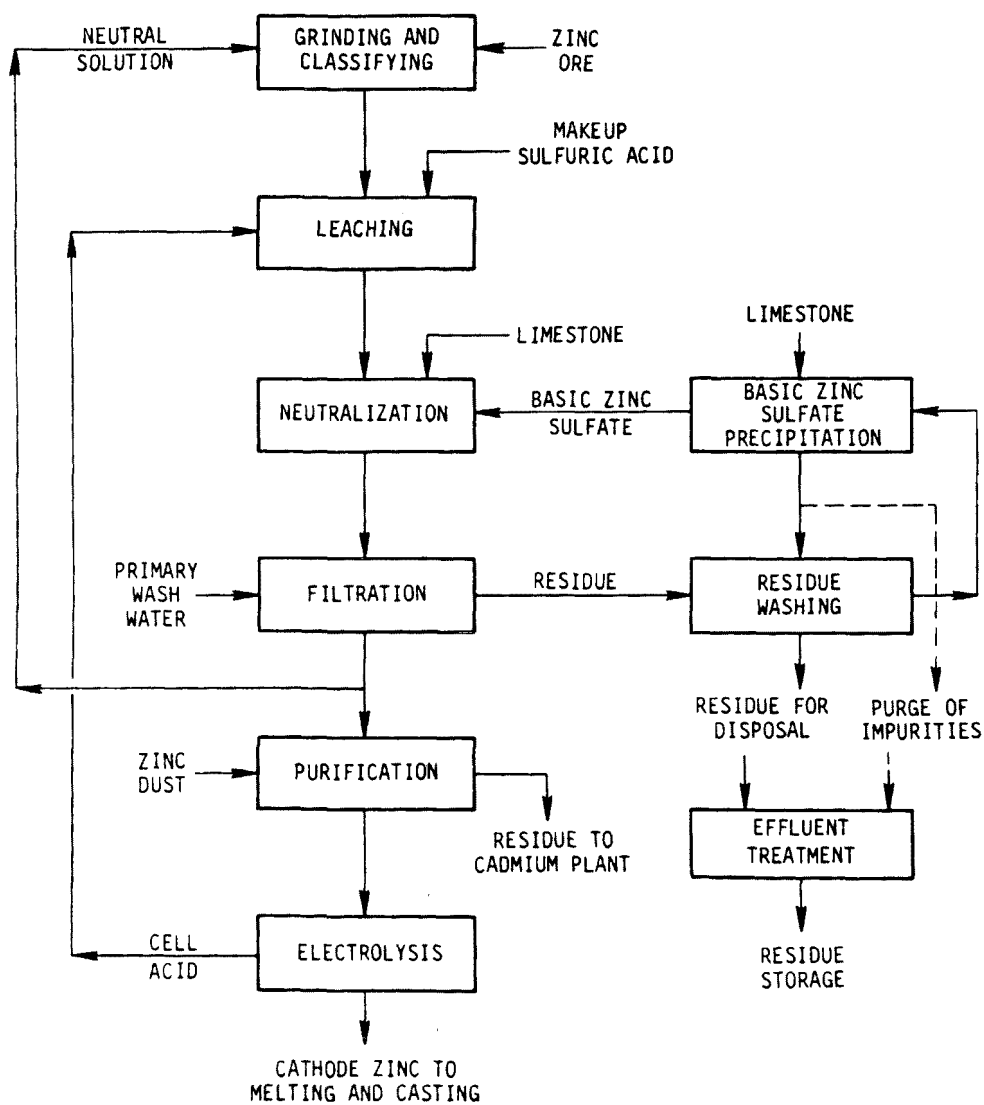 NEUTRAL
SOLUTION
GRINDING AND
CLASSIFYING
ZINC
ORE
MAKEUP
SULFURIC ACID
LEACHING
LIMESTONE
LIMESTONE
NEUTRALIZATION
BASIC ZINC
SULFATE
BASIC ZINC
SULFATE
PRECIPITATION
PRIMARY
WASH
WATER
FILTRATION
RESIDUE
RESIDUE
WASHING
RESIDUE FOR
DISPOSAL
PURGE OF
IMPURITIES
ZINC
DUST
PURIFICATION
RESIDUE TO
CADMIUM PLANT
EFFLUENT
TREATMENT
CELL
ACID
ELECTROLYSIS
RESIDUE
STORAGE
CATHODE ZINC TO
MELTING AND CASTING